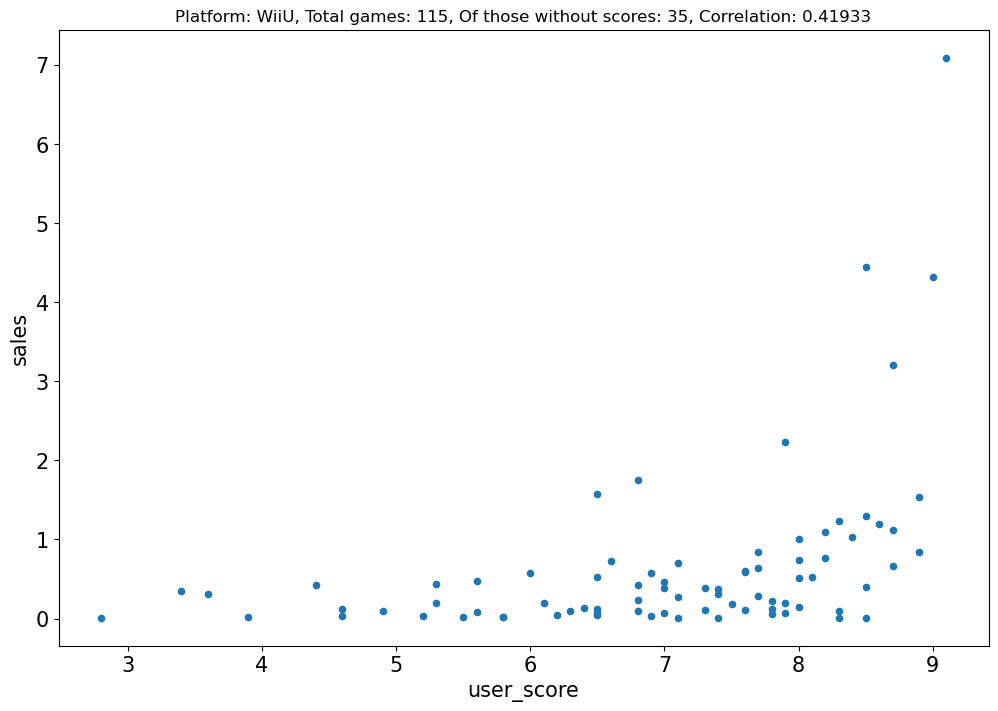 Platform: WiiU, Total games: 115, Of those without scores: 35, Correlation: 0.41933
7
6
5
4
3
2
1
0
sales
3 4 5 6 7 8 9
user_score